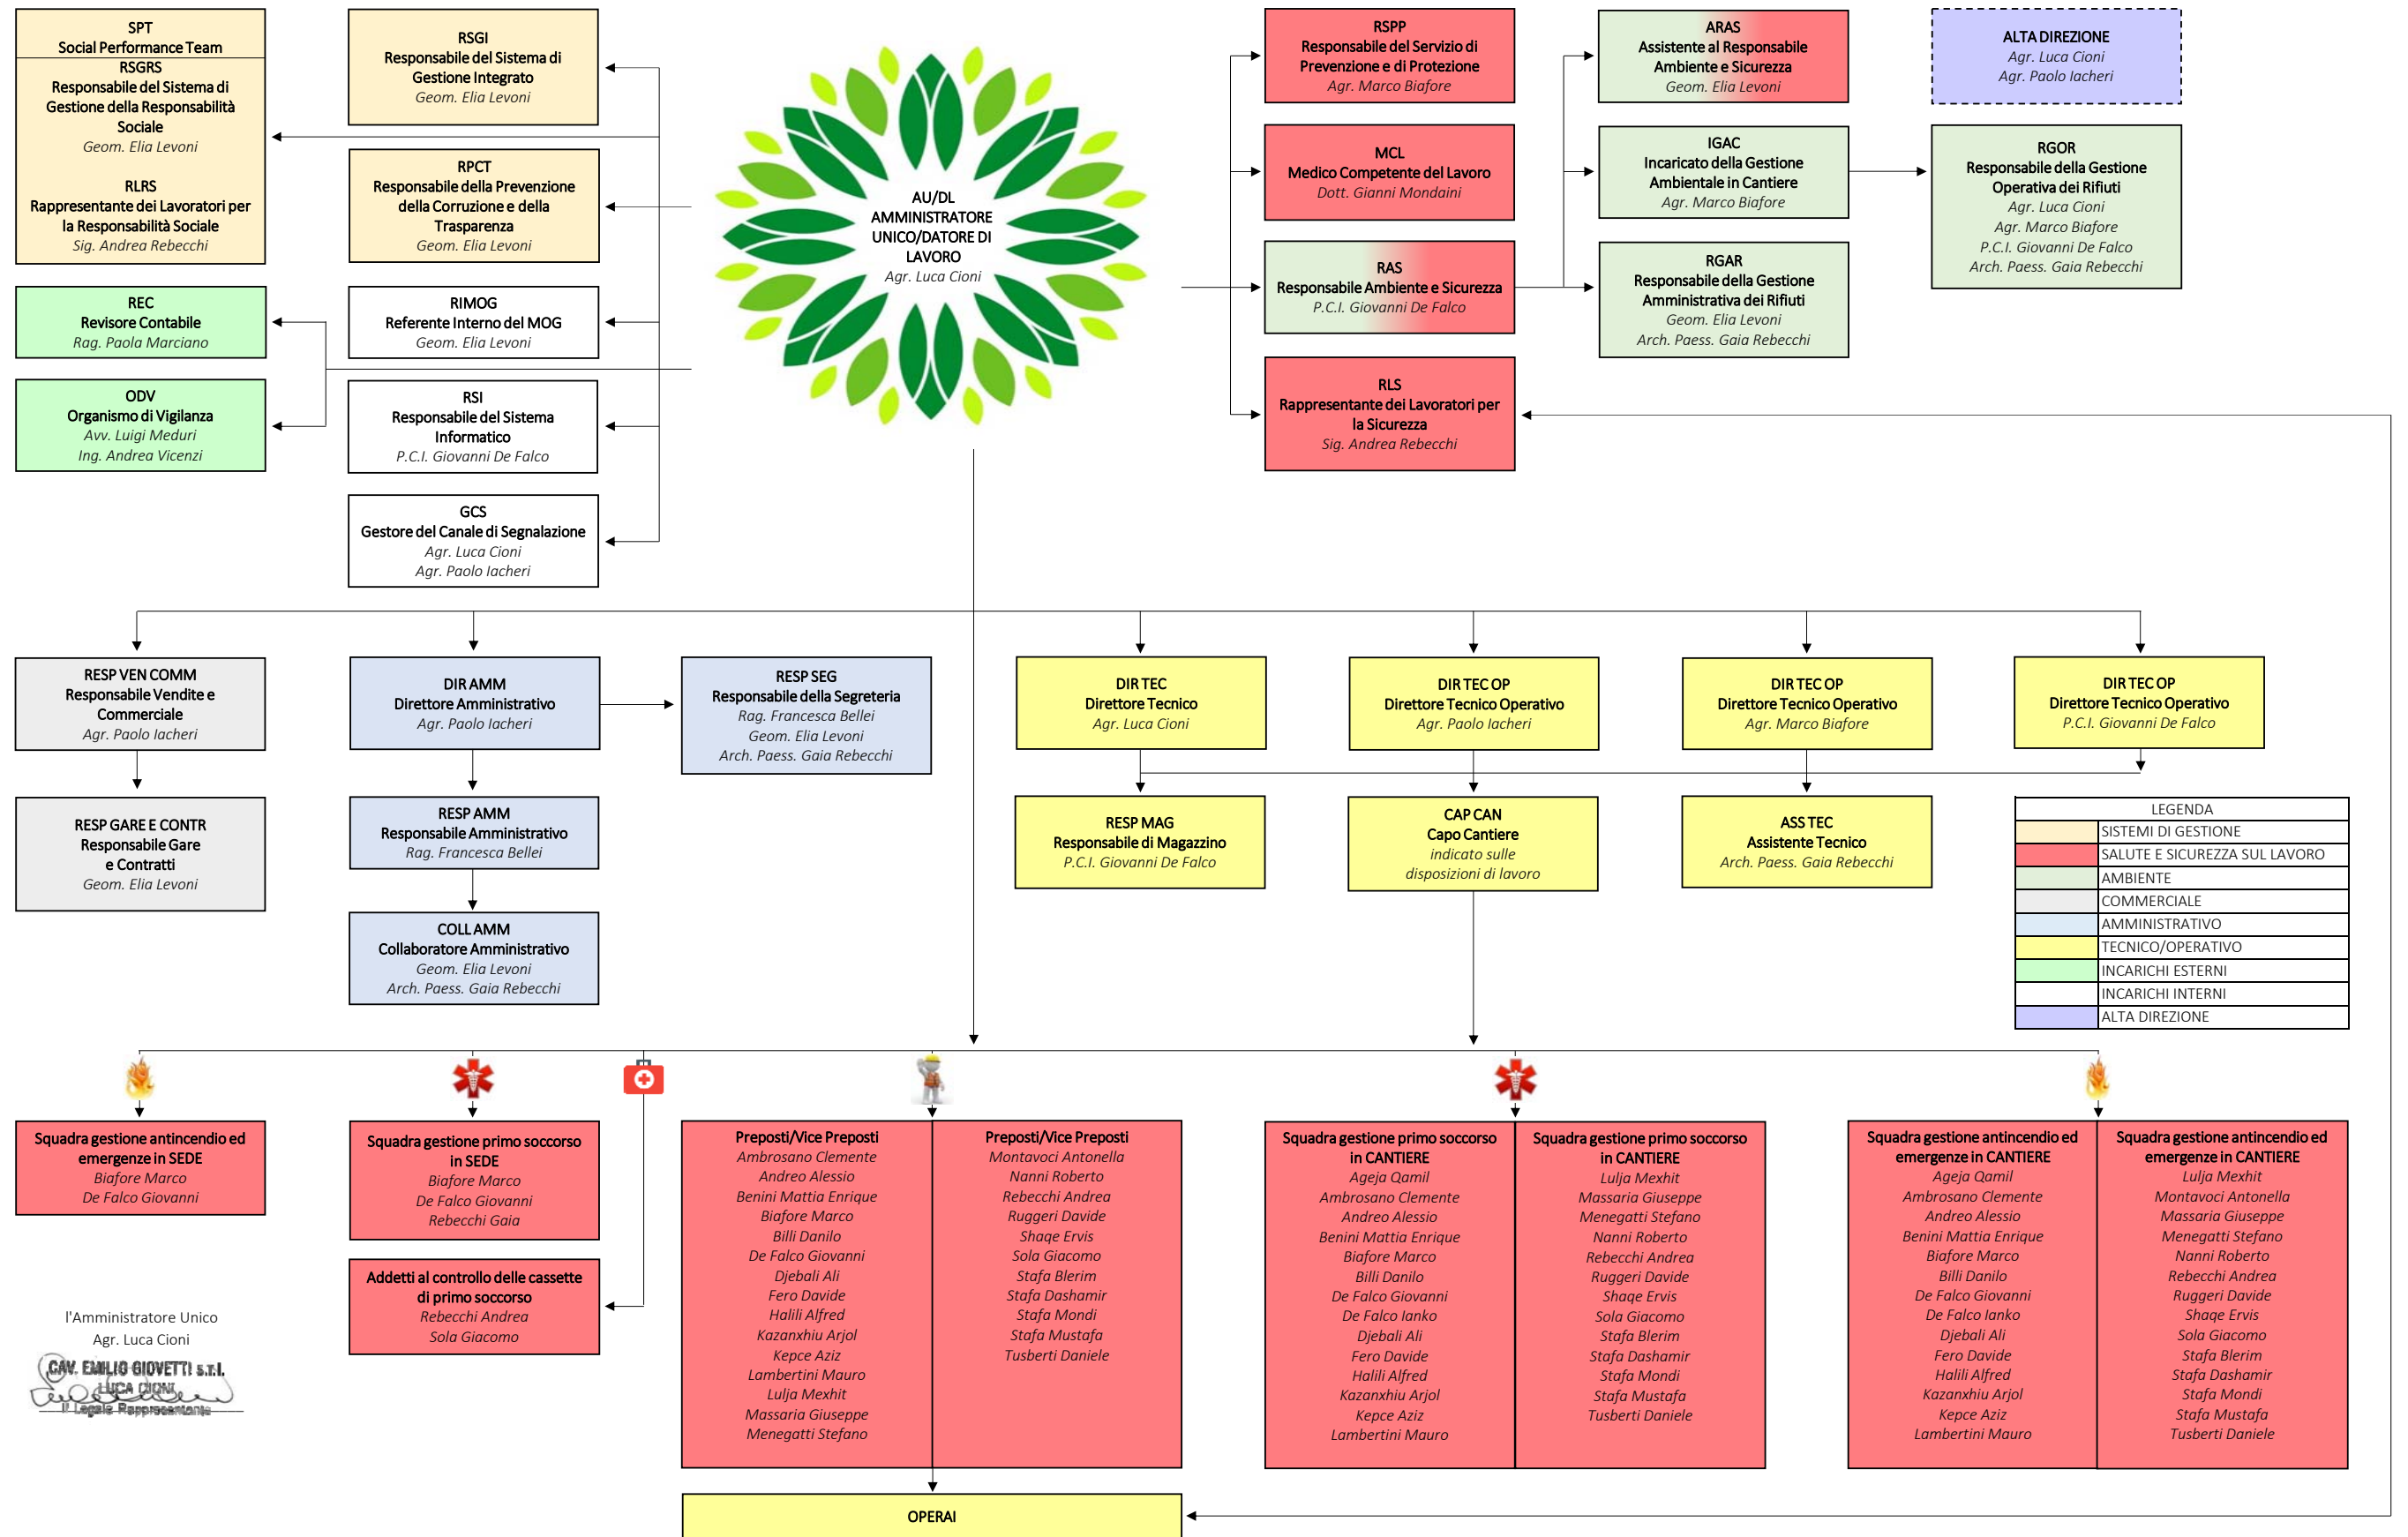 SPT
Social Performance Team
RSGRS
Responsabile del Sistema di
Gestione della Responsabilità
Sociale
Geom. Elia Levoni
RLRS
Rappresentante dei Lavoratori per
la Responsabilità Sociale
Sig. Andrea Rebecchi
REC
Revisore Contabile
Rag. Paola Marciano
ODV
Organismo di Vigilanza
Avv. Luigi Meduri
Ing. Andrea Vicenzi
RSGI
Responsabile del Sistema di
Gestione Integrato
Geom. Elia Levoni
RPCT
Responsabile della Prevenzione
della Corruzione e della
Trasparenza
Geom. Elia Levoni
RIMOG
Referente Interno del MOG
Geom. Elia Levoni
RSI
Responsabile del Sistema
Informatico
P.C.I. Giovanni De Falco
GCS
Gestore del Canale di Segnalazione
Agr. Luca Cioni
Agr. Paolo Iacheri
AU/DL
AMMINISTRATORE
UNICO/DATORE DI
LAVORO
Agr. Luca Cioni
RSPP
Responsabile del Servizio di
Prevenzione e di Protezione
Agr. Marco Biafore
MCL
Medico Competente del Lavoro
Dott. Gianni Mondaini
RAS
Responsabile Ambiente e Sicurezza
P.C.I. Giovanni De Falco
RLS
Rappresentante dei Lavoratori per
la Sicurezza
Sig. Andrea Rebecchi
ARAS
Assistente al Responsabile
Ambiente e Sicurezza
Geom. Elia Levoni
IGAC
Incaricato della Gestione
Ambientale in Cantiere
Agr. Marco Biafore
RGAR
Responsabile della Gestione
Amministrativa dei Rifiuti
Geom. Elia Levoni
Arch. Paess. Gaia Rebecchi
ALTA DIREZIONE
Agr. Luca Cioni
Agr. Paolo Iacheri
RGOR
Responsabile della Gestione
Operativa dei Rifiuti
Agr. Luca Cioni
Agr. Marco Biafore
P.C.I. Giovanni De Falco
Arch. Paess. Gaia Rebecchi
RESP VEN COMM
Responsabile Vendite e
Commerciale
Agr. Paolo Iacheri
RESP GARE E CONTR
Responsabile Gare
e Contratti
Geom. Elia Levoni
DIR AMM
Direttore Amministrativo
Agr. Paolo Iacheri
RESP AMM
Responsabile Amministrativo
Rag. Francesca Bellei
COLL AMM
Collaboratore Amministrativo
Geom. Elia Levoni
Arch. Paess. Gaia Rebecchi
RESP SEG
Responsabile della Segreteria
Rag. Francesca Bellei
Geom. Elia Levoni
Arch. Paess. Gaia Rebecchi
DIR TEC
Direttore Tecnico
Agr. Luca Cioni
DIR TEC OP
Direttore Tecnico Operativo
Agr. Paolo Iacheri
DIR TEC OP
Direttore Tecnico Operativo
Agr. Marco Biafore
DIR TEC OP
Direttore Tecnico Operativo
P.C.I. Giovanni De Falco
RESP MAG
Responsabile di Magazzino
P.C.I. Giovanni De Falco
CAP CAN
Capo Cantiere
indicato sulle
disposizioni di lavoro
ASS TEC
Assistente Tecnico
Arch. Paess. Gaia Rebecchi
LEGENDA
SISTEMI DI GESTIONE
SALUTE E SICUREZZA SUL LAVORO
AMBIENTE
COMMERCIALE
AMMINISTRATIVO
TECNICO/OPERATIVO
INCARICHI ESTERNI
INCARICHI INTERNI
ALTA DIREZIONE
Squadra gestione antincendio ed
emergenze in SEDE
Biafore Marco
De Falco Giovanni
Squadra gestione primo soccorso
in SEDE
Biafore Marco
De Falco Giovanni
Rebecchi Gaia
Addetti al controllo delle cassette
di primo soccorso
Rebecchi Andrea
Sola Giacomo
Preposti/Vice Preposti
Ambrosano Clemente
Andreo Alessio
Benini Mattia Enrique
Biafore Marco
Billi Danilo
De Falco Giovanni
Djebali Ali
Fero Davide
Halili Alfred
Kazanxhiu Arjol
Kepce Aziz
Lambertini Mauro
Lulja Mexhit
Massaria Giuseppe
Menegatti Stefano
Preposti/Vice Preposti
Montavoci Antonella
Nanni Roberto
Rebecchi Andrea
Ruggeri Davide
Shaqe Ervis
Sola Giacomo
Stafa Blerim
Stafa Dashamir
Stafa Mondi
Stafa Mustafa
Tusberti Daniele
Squadra gestione primo soccorso
in CANTIERE
Ageja Qamil
Ambrosano Clemente
Andreo Alessio
Benini Mattia Enrique
Biafore Marco
Billi Danilo
De Falco Giovanni
De Falco Ianko
Djebali Ali
Fero Davide
Halili Alfred
Kazanxhiu Arjol
Kepce Aziz
Lambertini Mauro
Squadra gestione primo soccorso
in CANTIERE
Lulja Mexhit
Massaria Giuseppe
Menegatti Stefano
Nanni Roberto
Rebecchi Andrea
Ruggeri Davide
Shaqe Ervis
Sola Giacomo
Stafa Blerim
Stafa Dashamir
Stafa Mondi
Stafa Mustafa
Tusberti Daniele
Squadra gestione antincendio ed
emergenze in CANTIERE
Ageja Qamil
Ambrosano Clemente
Andreo Alessio
Benini Mattia Enrique
Biafore Marco
Billi Danilo
De Falco Giovanni
De Falco Ianko
Djebali Ali
Fero Davide
Halili Alfred
Kazanxhiu Arjol
Kepce Aziz
Lambertini Mauro
Squadra gestione antincendio ed
emergenze in CANTIERE
Lulja Mexhit
Montavoci Antonella
Massaria Giuseppe
Menegatti Stefano
Nanni Roberto
Rebecchi Andrea
Ruggeri Davide
Shaqe Ervis
Sola Giacomo
Stafa Blerim
Stafa Dashamir
Stafa Mondi
Stafa Mustafa
Tusberti Daniele
l'Amministratore Unico
Agr. Luca Cioni
CAV. EMILIO GIOVETTI s.r.l.
LUCA CIONI
Il Legale Rappresentante
OPERAI